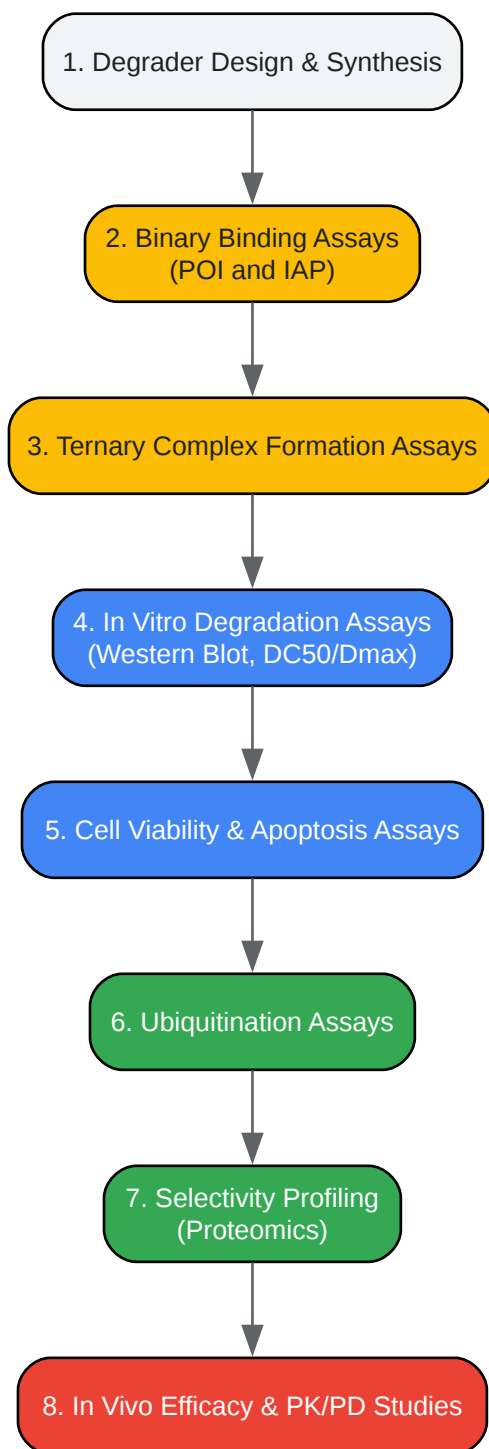 1. Degrader Design & Synthesis
2. Binary Binding Assays
(POI and IAP)
3. Ternary Complex Formation Assays
4. In Vitro Degradation Assays
(Western Blot, DC50/Dmax)
5. Cell Viability & Apoptosis Assays
6. Ubiquitination Assays
7. Selectivity Profiling
(Proteomics)
8. In Vivo Efficacy & PK/PD Studies